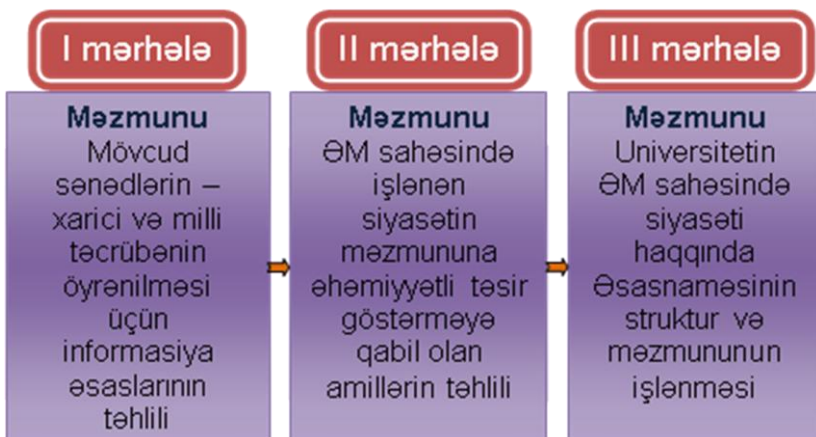 I mərhələ
Məzmunu
Mövcud
sənədlərin –
xarici və milli
təcrübənin
öyrənilməsi
üçün
informasiya
əsaslarının
təhlili
II mərhələ
Məzmunu
ƏM sahəsində
işlənən
siyasətin
məzmununa
əhəmiyyətli təsir
göstərməyə
qabil olan
amillərin təhlili
III mərhələ
Məzmunu
Universitetin
ƏM sahəsində
siyasəti
haqqında
Əsasnaməsinin
struktur və
məzmununun
işlənməsi